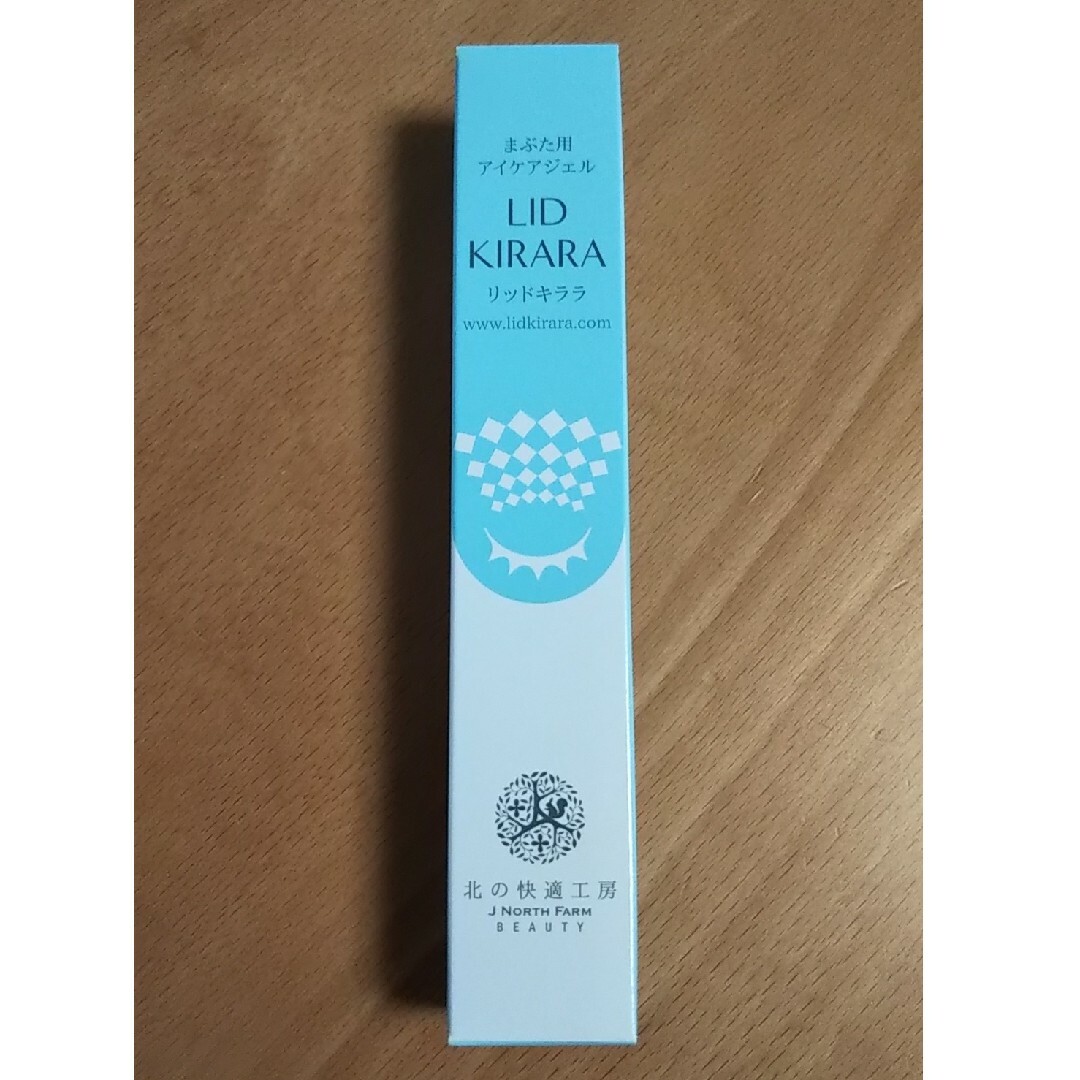 まぶた用
アイケアジェル
LID
KIRARA
リッドキララ
www.lidkirara.com
北の快適工房
J NORTH FARM
BEAUTY